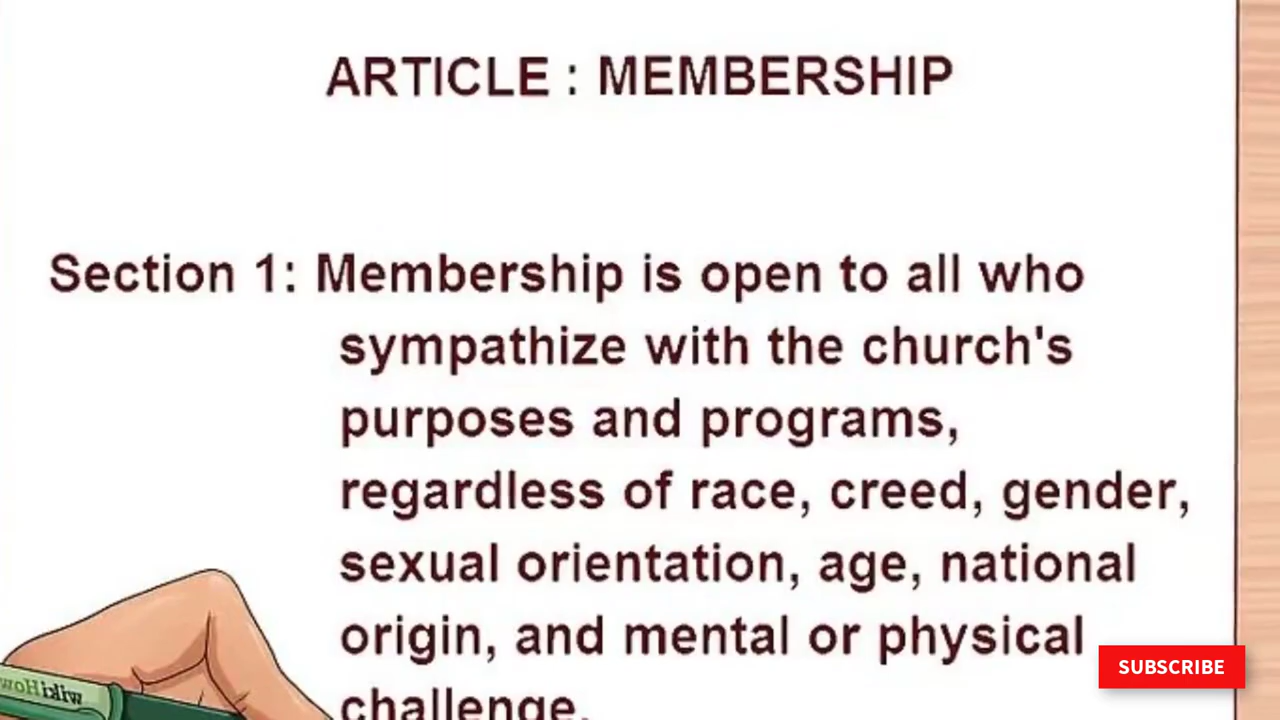 ARTICLE : MEMBERSHIP
Section 1: Membership is open to all who
sympathize with the church's
purposes and programs,
regardless of race, creed, gender,
sexual orientation, age, national
origin, and mental or physical
challenge.
SUBSCRIBE
wikiHow